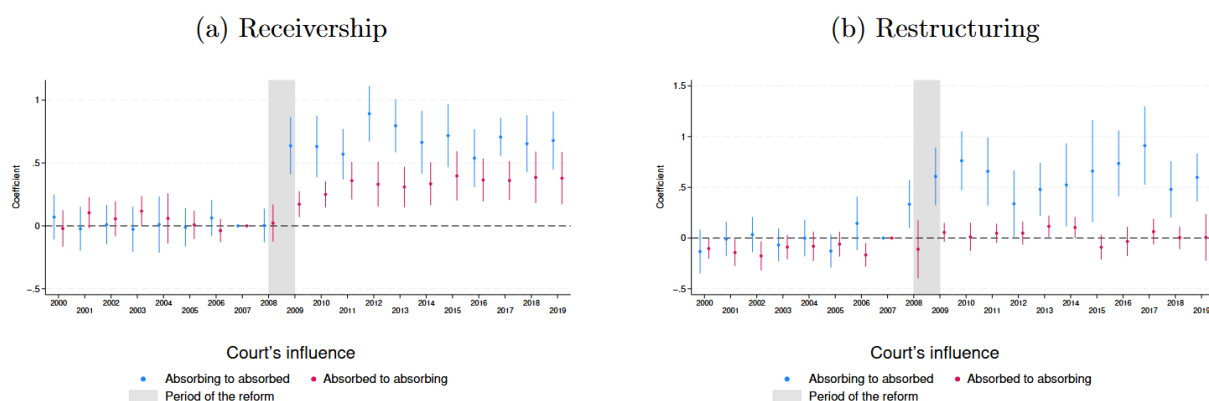 (a) Receivership
1
.5
0
-.5
Coefficient
2000 2002 2004 2006 2008 2010 2012 2014 2016 2018
2001 2003 2005 2007 2009 2011 2013 2015 2017 2019
Court's influence
Absorbing to absorbed Absorbed to absorbing
Period of the reform
(b) Restructuring
1.5
1
.5
0
-.5
Coefficient
2000 2002 2004 2006 2008 2010 2012 2014 2016 2018
2001 2003 2005 2007 2009 2011 2013 2015 2017 2019
Court's influence
Absorbing to absorbed Absorbed to absorbing
Period of the reform